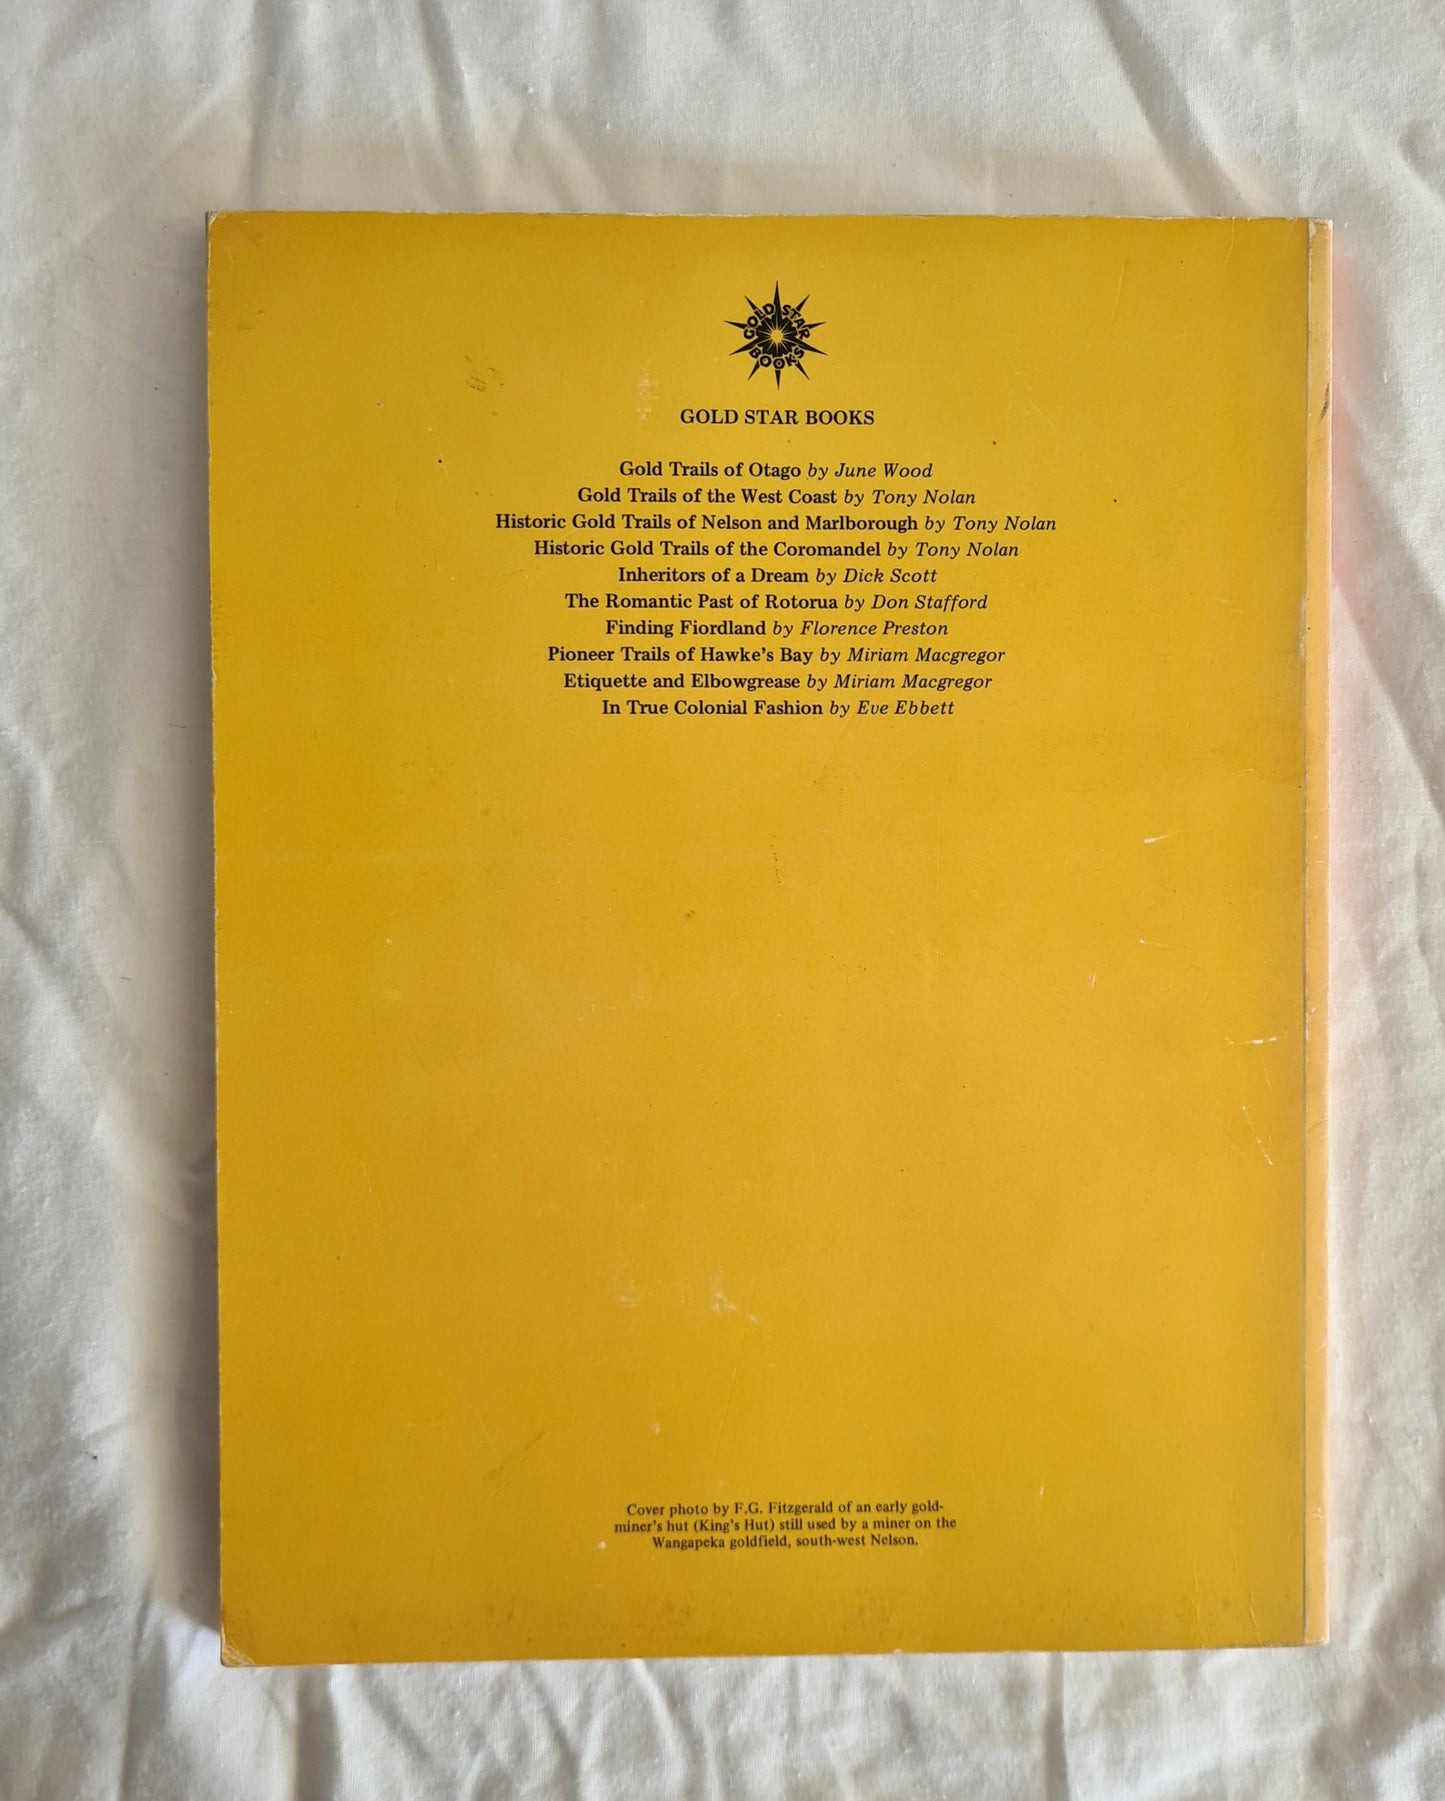 GOLD STAR BOOKS
GOLD STAR BOOKS
Gold Trails of Otago by June Wood
Gold Trails of the West Coast by Tony Nolan
Historic Gold Trails of Nelson and Marlborough by Tony Nolan
Historic Gold Trails of the Coromandel by Tony Nolan
Inheritors of a Dream by Dick Scott
The Romantic Past of Rotorua by Don Stafford
Finding Fiordland by Florence Preston
Pioneer Trails of Hawke's Bay by Miriam Macgregor
Etiquette and Elbowgrease by Miriam Macgregor
In True Colonial Fashion by Eve Ebbett
Cover photo by F.G. Fitzgerald of an early gold-
miner's hut (King's Hut) still used by a miner on the
Wangapeka goldfield, south-west Nelson.